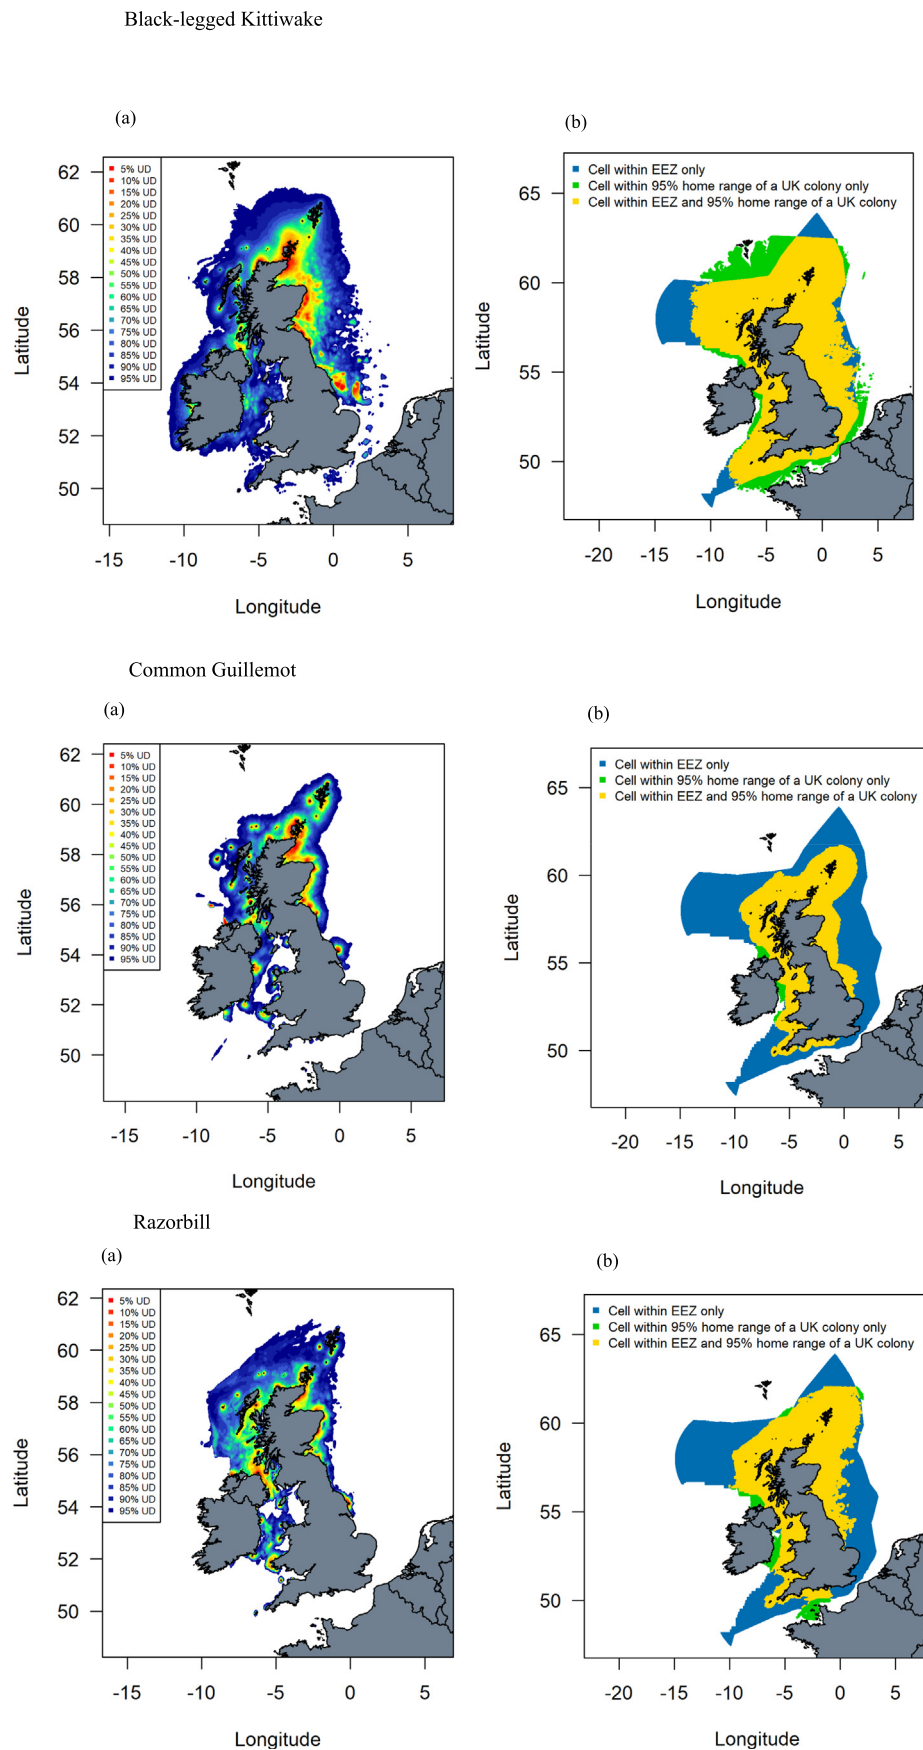 Black-legged Kittiwake
(a)
(b)
62
60
58
56
54
52
50
Latitude
5% UD
10% UD
15% UD
20% UD
25% UD
30% UD
35% UD
40% UD
45% UD
50% UD
55% UD
60% UD
65% UD
70% UD
75% UD
80% UD
85% UD
90% UD
95% UD
-15
-10
-5
0
5
Longitude
65
60
55
50
Latitude
Cell within EEZ only
Cell within 95% home range of a UK colony only
Cell within EEZ and 95% home range of a UK colony
-20
-15
-10
-5
0
5
Longitude
Common Guillemot
(a)
(b)
62
60
58
56
54
52
50
Latitude
5% UD
10% UD
15% UD
20% UD
25% UD
30% UD
35% UD
40% UD
45% UD
50% UD
55% UD
60% UD
65% UD
70% UD
75% UD
80% UD
85% UD
90% UD
95% UD
-15
-10
-5
0
5
Longitude
65
60
55
50
Latitude
Cell within EEZ only
Cell within 95% home range of a UK colony only
Cell within EEZ and 95% home range of a UK colony
-20
-15
-10
-5
0
5
Longitude
Razorbill
(a)
(b)
62
60
58
56
54
52
50
Latitude
5% UD
10% UD
15% UD
20% UD
25% UD
30% UD
35% UD
40% UD
45% UD
50% UD
55% UD
60% UD
65% UD
70% UD
75% UD
80% UD
85% UD
90% UD
95% UD
-15
-10
-5
0
5
Longitude
65
60
55
50
Latitude
Cell within EEZ only
Cell within 95% home range of a UK colony only
Cell within EEZ and 95% home range of a UK colony
-20
-15
-10
-5
0
5
Longitude